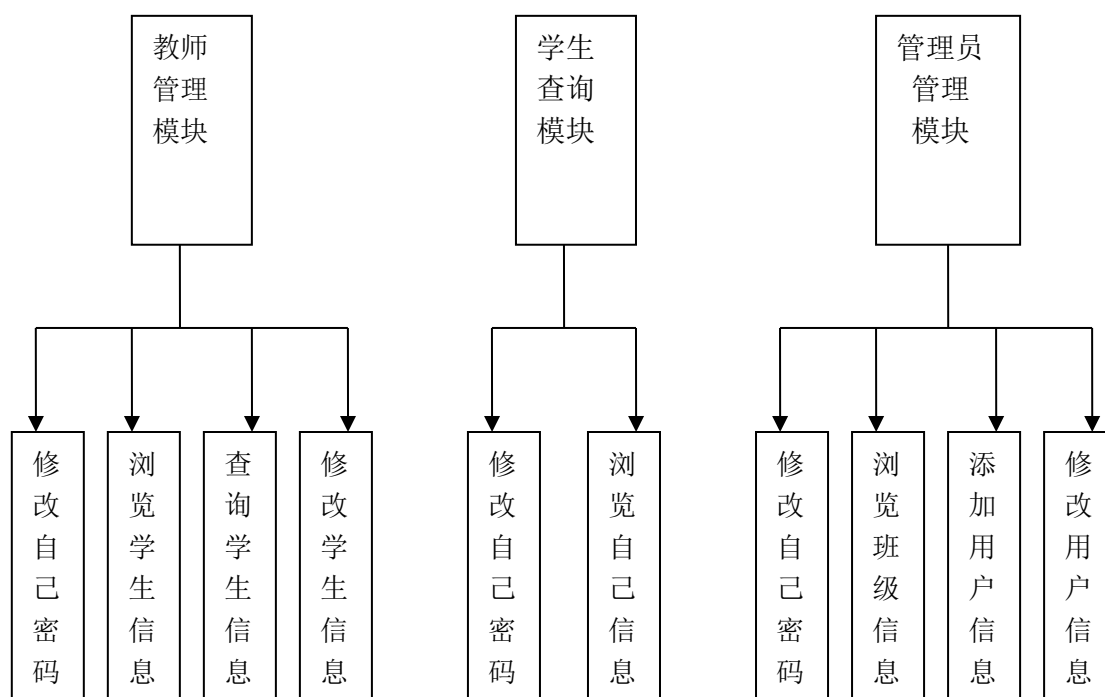 教师
管理
模块
学生
查询
模块
管理员
管理
模块
修改自己密码
浏览学生信息
查询学生信息
修改学生信息
修改自己密码
浏览自己信息
修改自己密码
浏览班级信息
添加用户信息
修改用户信息